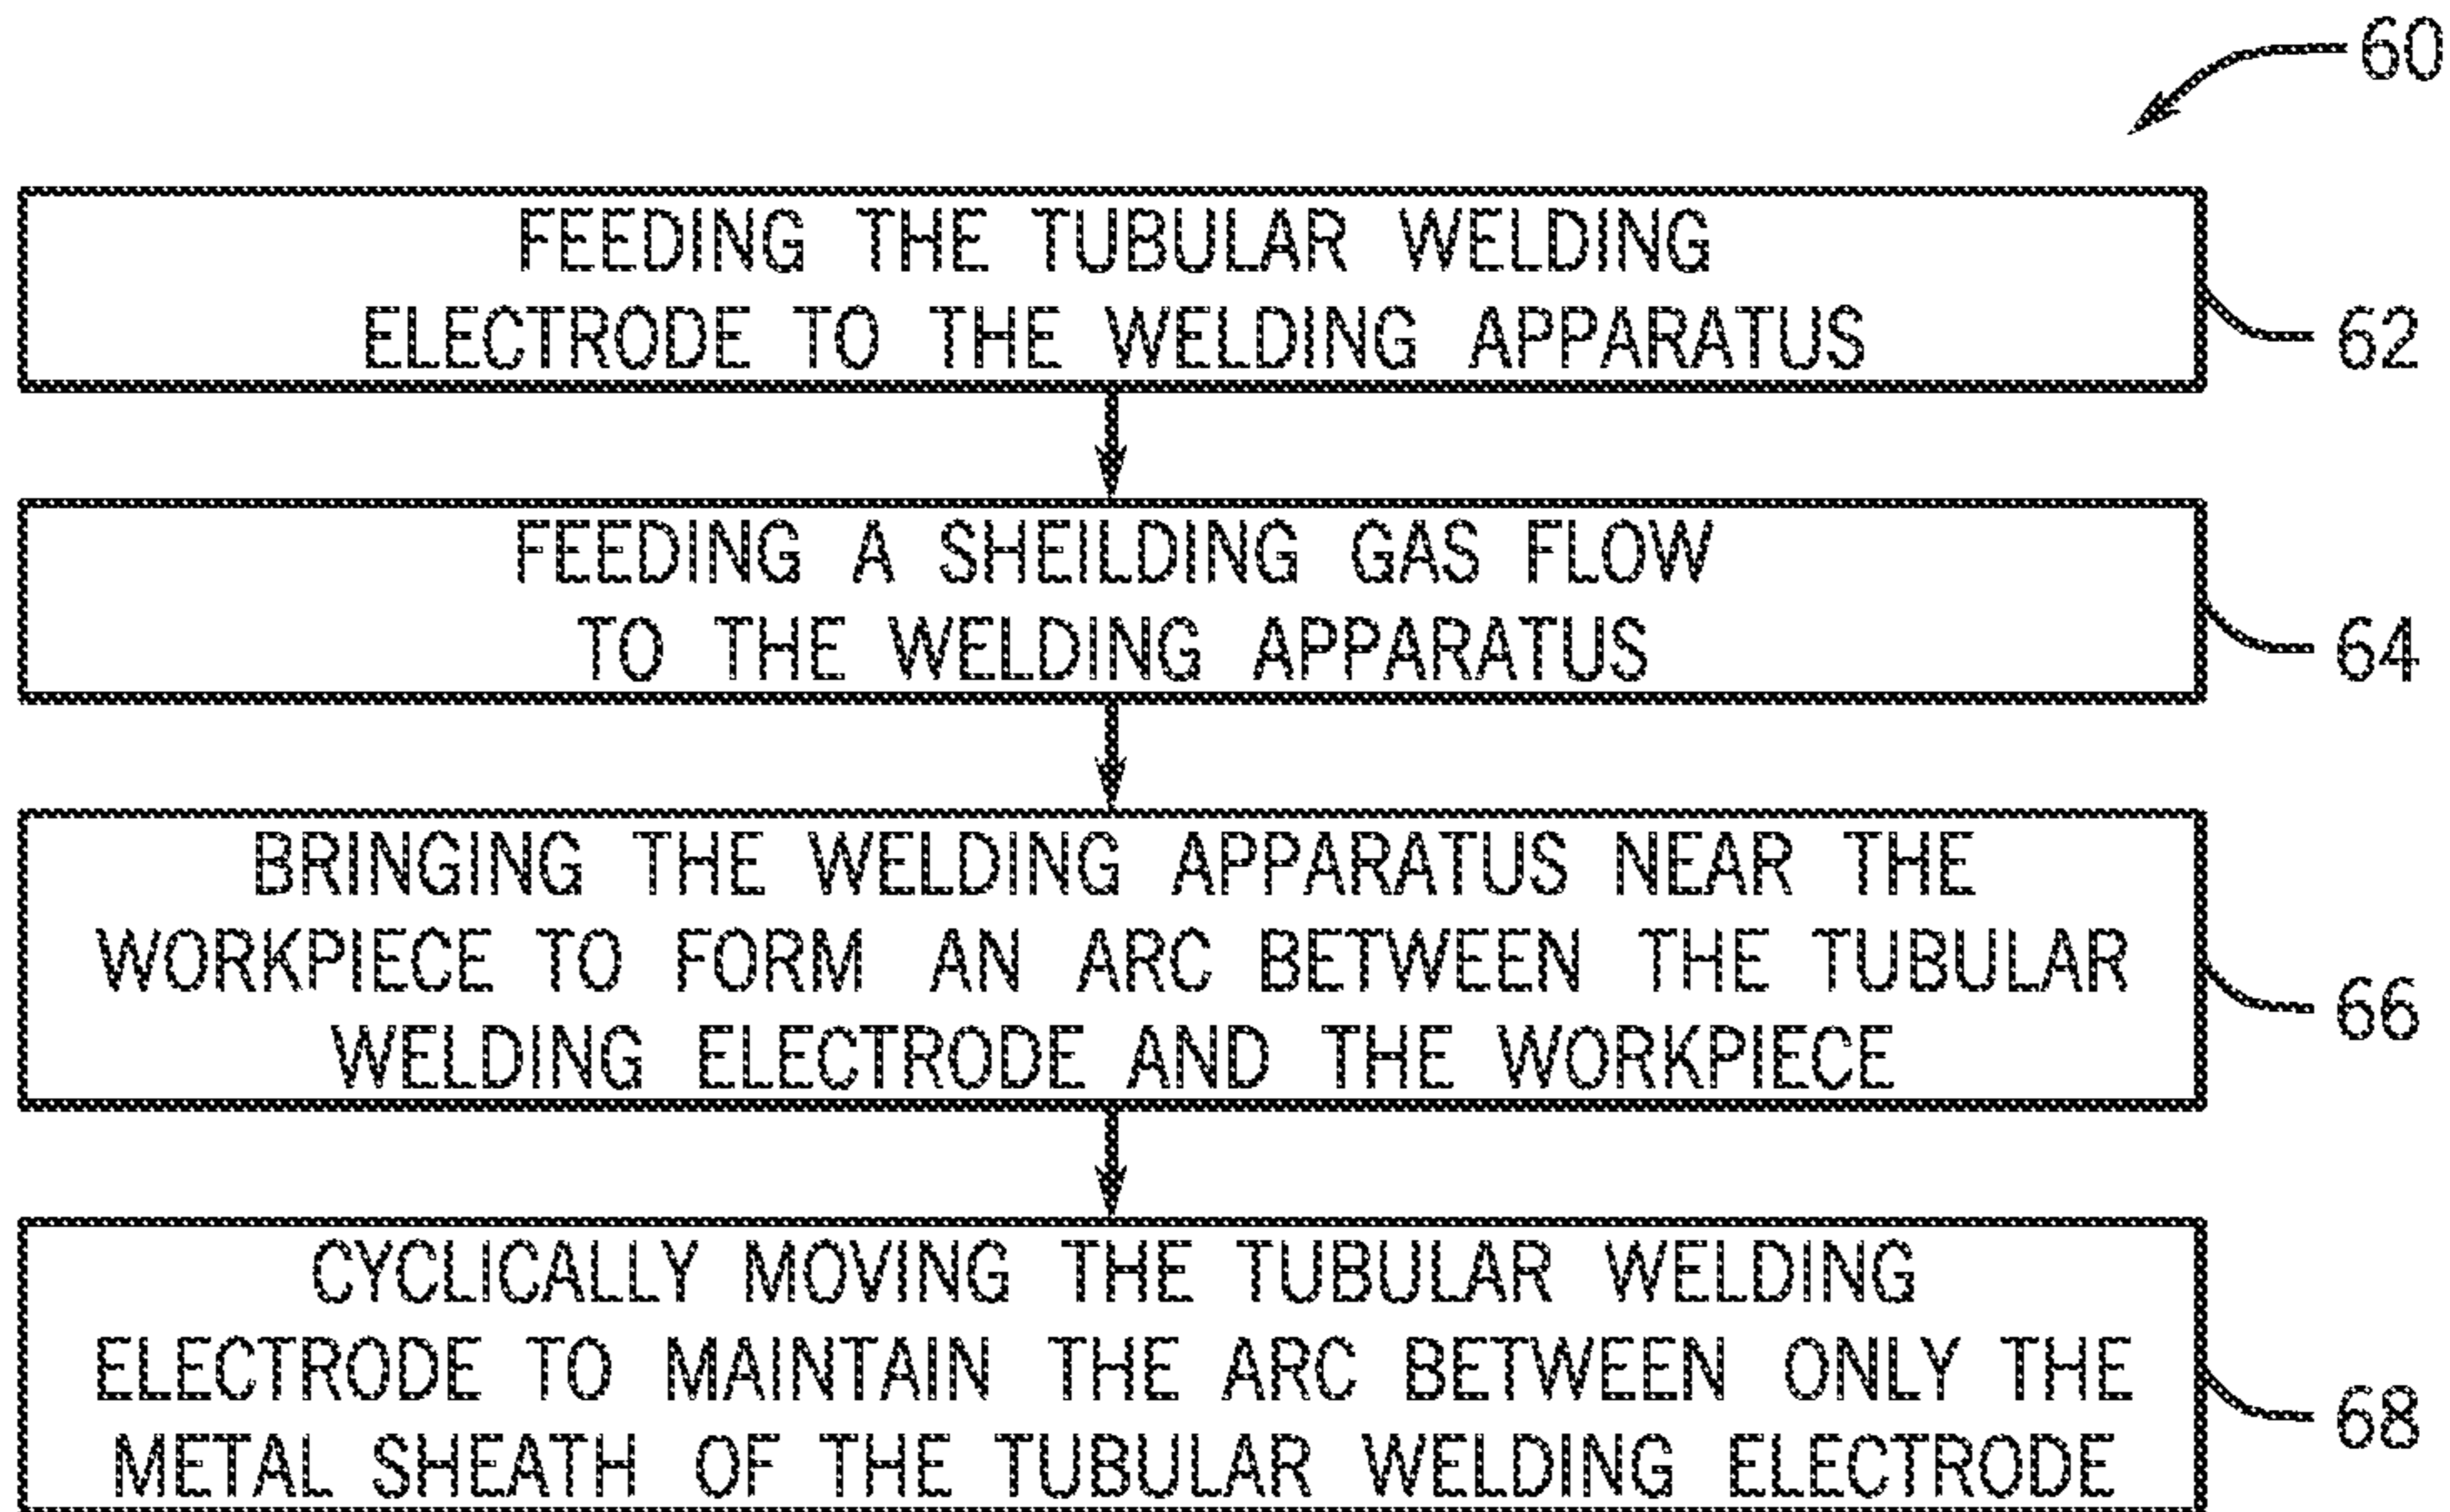 60
FEEDING THE TUBULAR WELDING
ELECTRODE TO THE WELDING APPARATUS
62
FEEDING A SHEILDING GAS FLOW
TO THE WELDING APPARATUS
64
BRINGING THE WELDING APPARATUS NEAR THE
WORKPIECE TO FORM AN ARC BETWEEN THE TUBULAR
WELDING ELECTRODE AND THE WORKPIECE
66
CYCLICALLY MOVING THE TUBULAR WELDING
ELECTRODE TO MAINTAIN THE ARC BETWEEN ONLY THE
METAL SHEATH OF THE TUBULAR WELDING ELECTRODE
68